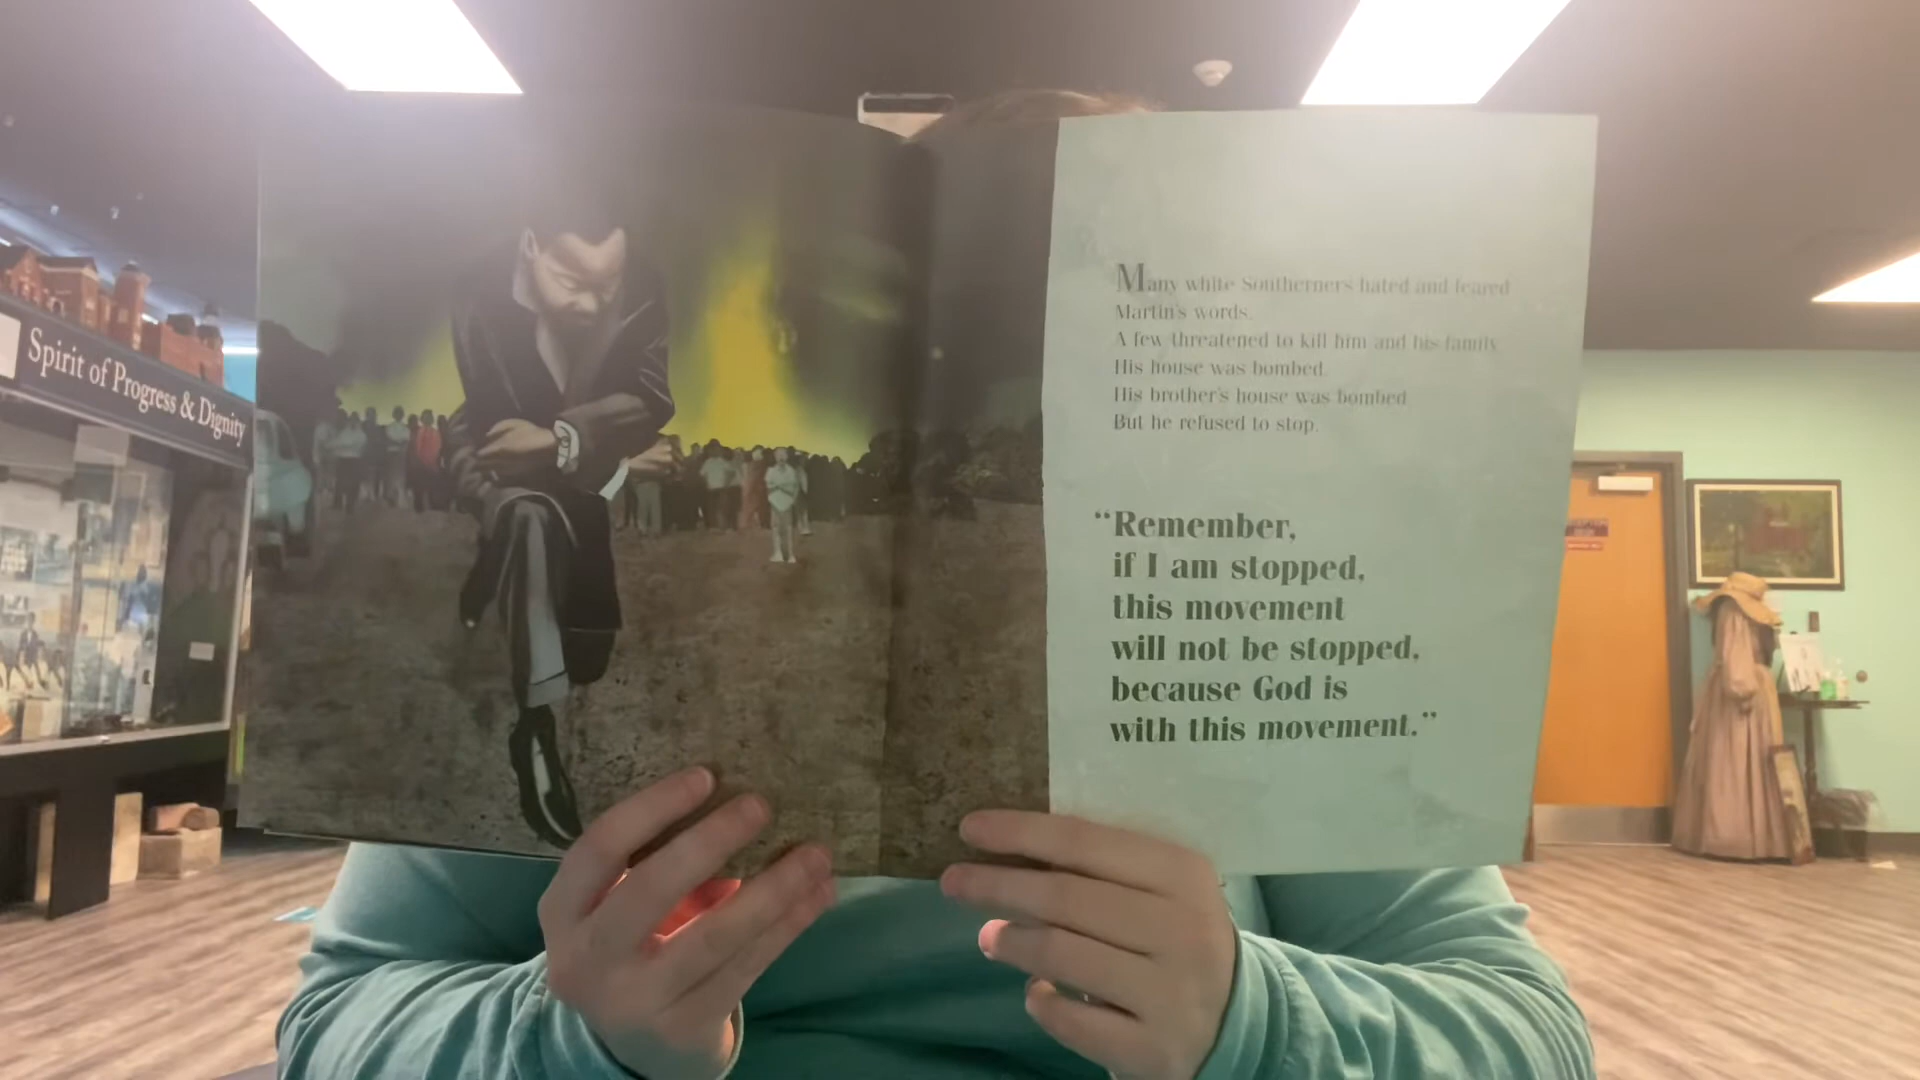 Spirit of Progress & Dignity
Many white Southerners hated and feared
Martin's words.
A few threatened to kill him and his family.
His house was bombed.
His brother's house was bombed.
But he refused to stop.
“Remember,
if I am stopped,
this movement
will not be stopped,
because God is
with this movement.”